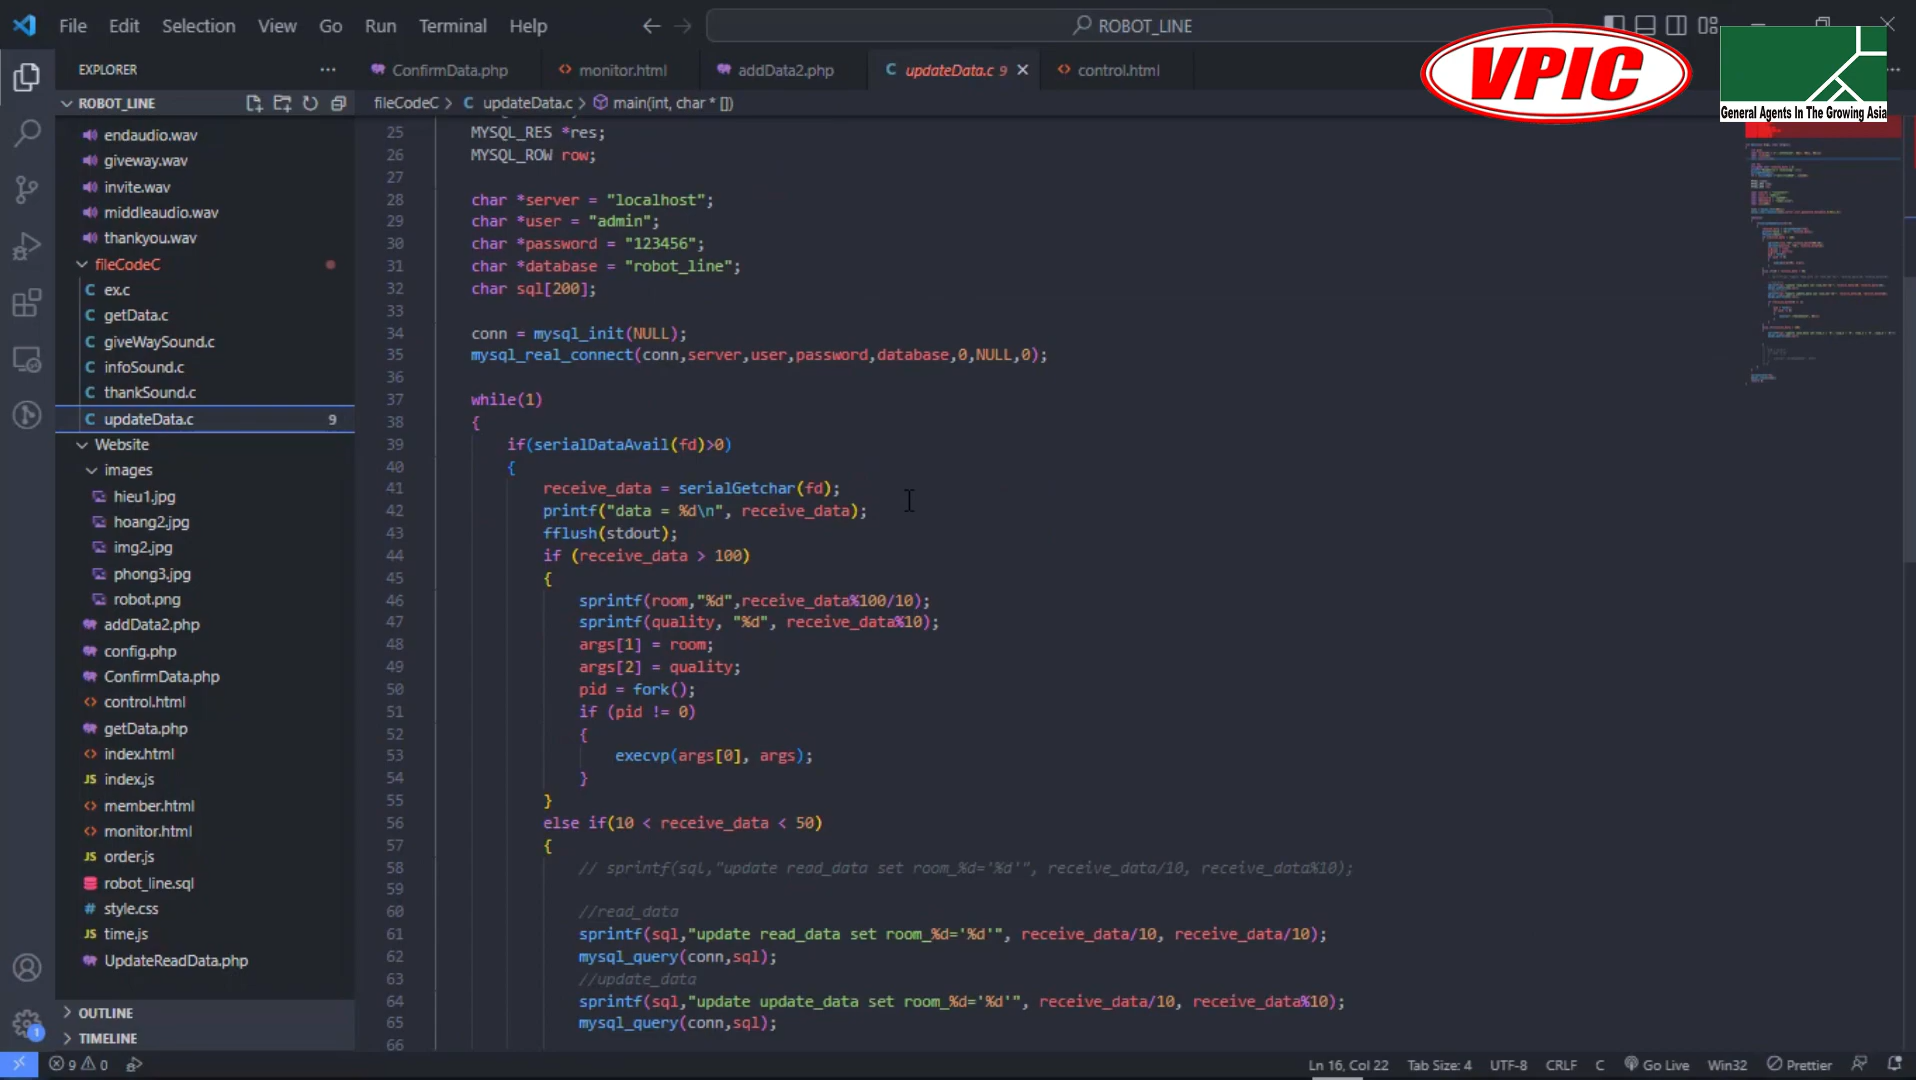 File Edit Selection View Go Run Terminal Help
ROBOT_LINE
VPIC
General Agents In The Growing Asia
EXPLORER
ConfirmData.php
monitor.html
addData2.php
updateData.c 9
control.html
ROBOT_LINE
fileCodeC > C updateData.c > main(int, char * [])
endaudio.wav
giveway.wav
invite.wav
middleaudio.wav
thankyou.wav
fileCodeC
C ex.c
C getData.c
C giveWaySound.c
C infoSound.c
C thankSound.c
C updateData.c 9
Website
images
hieu1.jpg
hoang2.jpg
img2.jpg
phong3.jpg
robot.png
addData2.php
config.php
ConfirmData.php
control.html
getData.php
index.html
JS index.js
member.html
monitor.html
JS order.js
robot_line.sql
# style.css
JS time.js
UpdateReadData.php
OUTLINE
TIMELINE
25 MYSQL_RES *res;
26 MYSQL_ROW row;
27
28 char *server = "localhost";
29 char *user = "admin";
30 char *password = "123456";
31 char *database = "robot_line";
32 char sql[200];
33
34 conn = mysql_init(NULL);
35 mysql_real_connect(conn,server,user,password,database,0,NULL,0);
36
37 while(1)
38 {
39 if(serialDataAvail(fd)>0)
40 {
41 receive_data = serialGetchar(fd);
42 printf("data = %d\n", receive_data);
43 fflush(stdout);
44 if (receive_data > 100)
45 {
46 sprintf(room,"%d",receive_data%100/10);
47 sprintf(quality, "%d", receive_data%10);
48 args[1] = room;
49 args[2] = quality;
50 pid = fork();
51 if (pid != 0)
52 {
53 execvp(args[0], args);
54 }
55 }
56 else if(10 < receive_data < 50)
57 {
58 // sprintf(sql,"update read_data set room_%d='%d'", receive_data/10, receive_data%10);
59
60 //read_data
61 sprintf(sql,"update read_data set room_%d='%d'", receive_data/10, receive_data/10);
62 mysql_query(conn,sql);
63 //update_data
64 sprintf(sql,"update update_data set room_%d='%d'", receive_data/10, receive_data%10);
65 mysql_query(conn,sql);
66
9 0
Ln 16, Col 22 Tab Size: 4 UTF-8 CRLF C Go Live Win32 Prettier